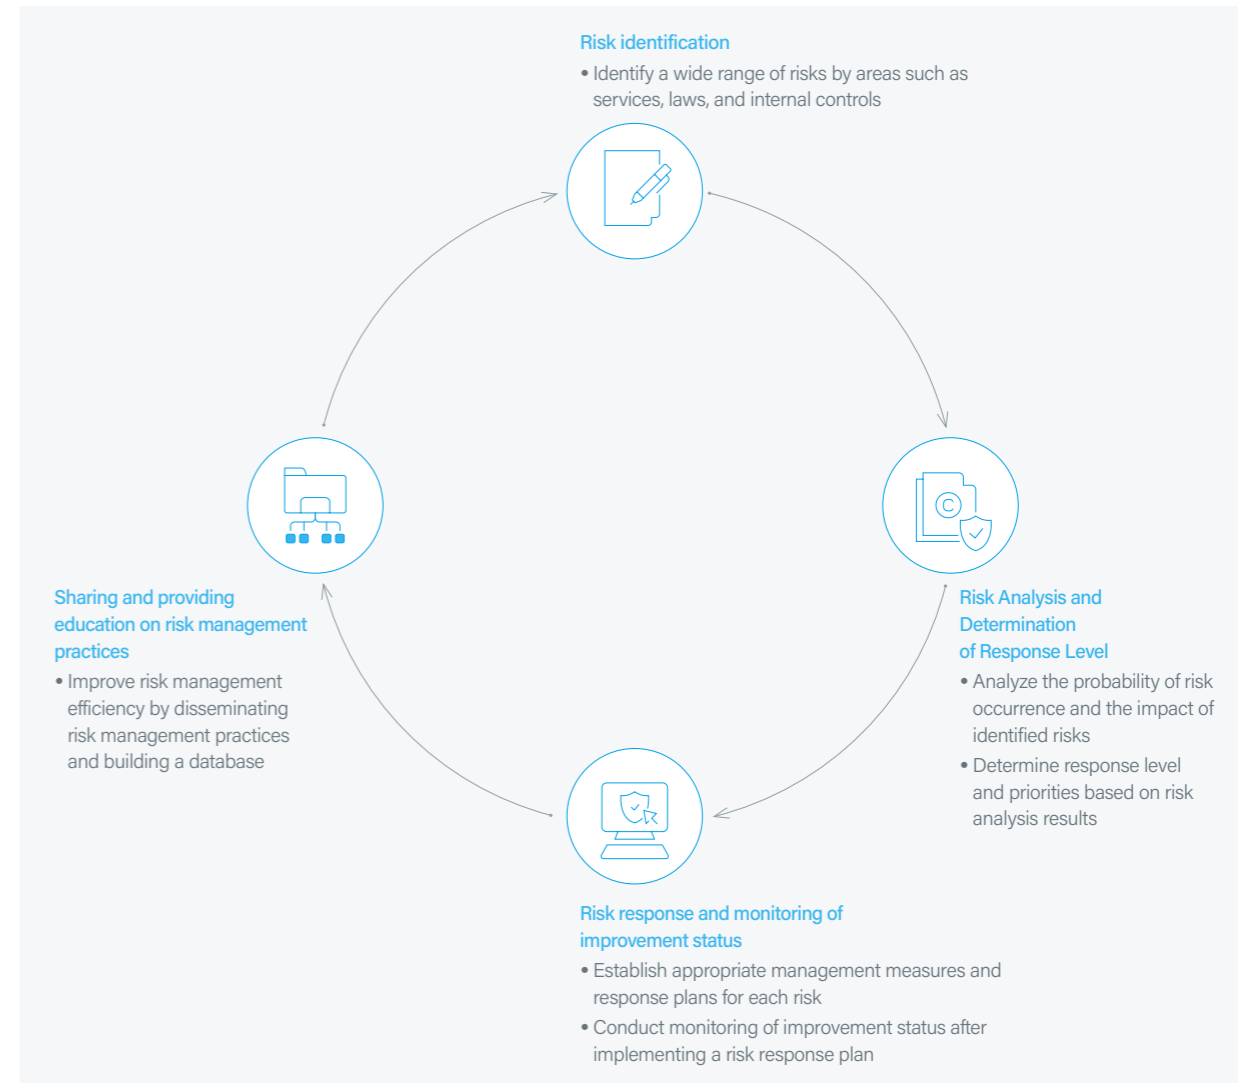 Risk identification
• Identify a wide range of risks by areas such as
services, laws, and internal controls
C
Sharing and providing
education on risk management
practices
• Improve risk management
efficiency by disseminating
risk management practices
and building a database
Risk Analysis and
Determination
of Response Level
• Analyze the probability of risk
occurrence and the impact of
identified risks
• Determine response level
and priorities based on risk
analysis results
Risk response and monitoring of
improvement status
• Establish appropriate management measures and
response plans for each risk
• Conduct monitoring of improvement status after
implementing a risk response plan